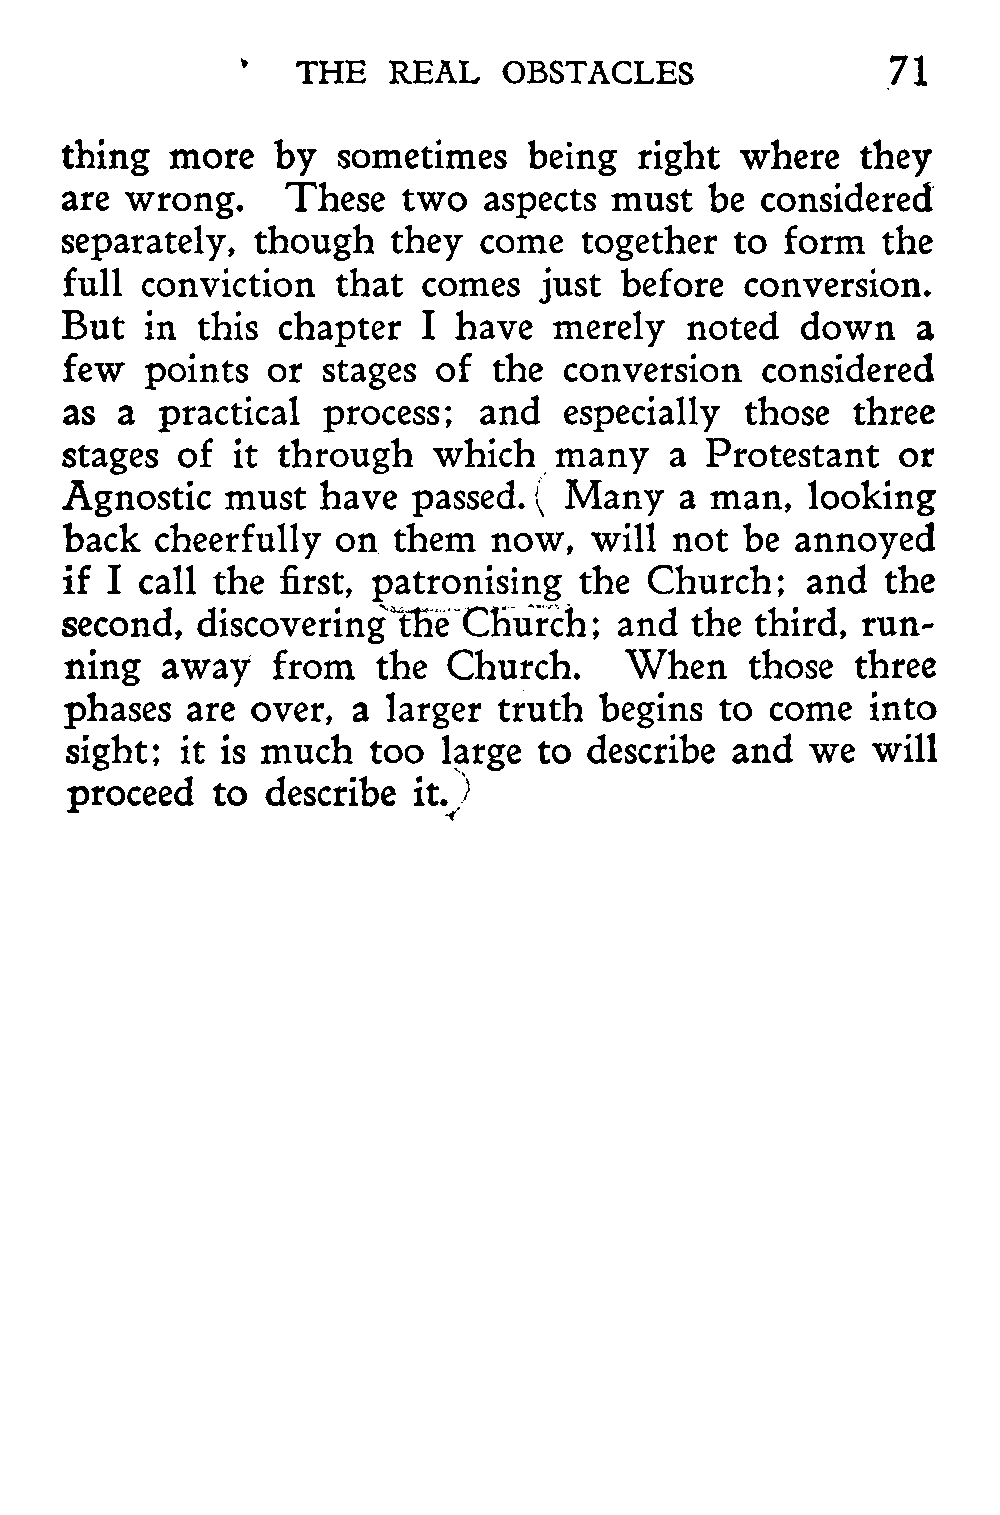 THE REAL OBSTACLES 71
thing more by sometimes being right where they
are wrong. These two aspects must be considered
separately, though they come together to form the
full conviction that comes just before conversion.
But in this chapter I have merely noted down a
few points or stages of the conversion considered
as a practical process; and especially those three
stages of it through which many a Protestant or
Agnostic must have passed. ( Many a man, looking
back cheerfully on them now, will not be annoyed
if I call the first, patronising the Church; and the
second, discovering the Church; and the third, run-
ning away from the Church. When those three
phases are over, a larger truth begins to come into
sight; it is much too large to describe and we will
proceed to describe it.)